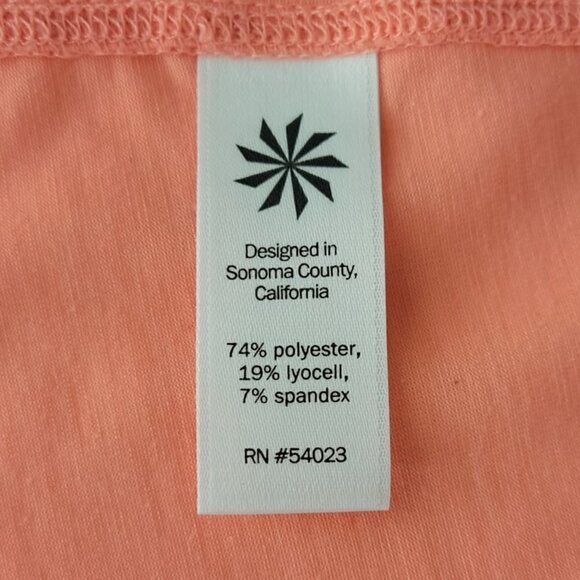 Designed in
Sonoma County,
California
74% polyester,
19% lyocell,
7% spandex
RN #54023